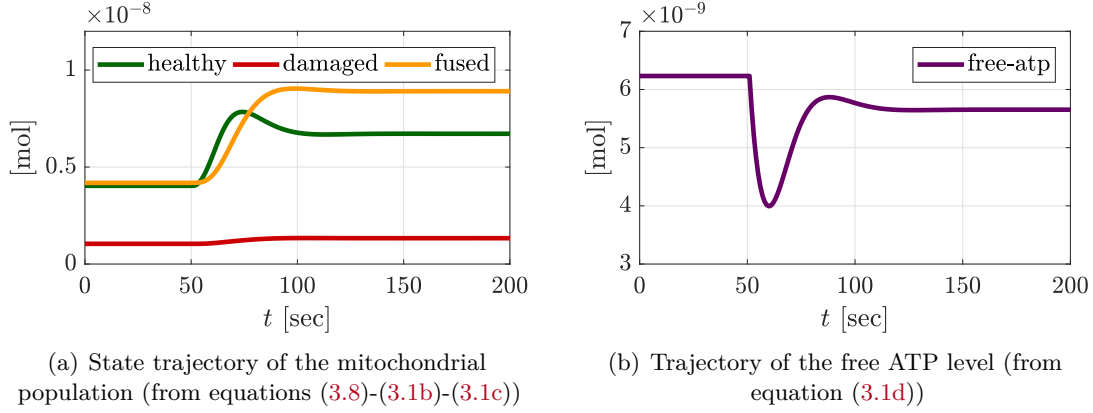 ×10⁻⁸
healthy damaged fused
1
0.5
0
[mol]
0 50 100 150 200
t [sec]
(a) State trajectory of the mitochondrial
population (from equations (3.8)-(3.1b)-(3.1c))
×10⁻⁹
free-atp
7
6
5
4
3
[mol]
0 50 100 150 200
t [sec]
(b) Trajectory of the free ATP level (from
equation (3.1d))